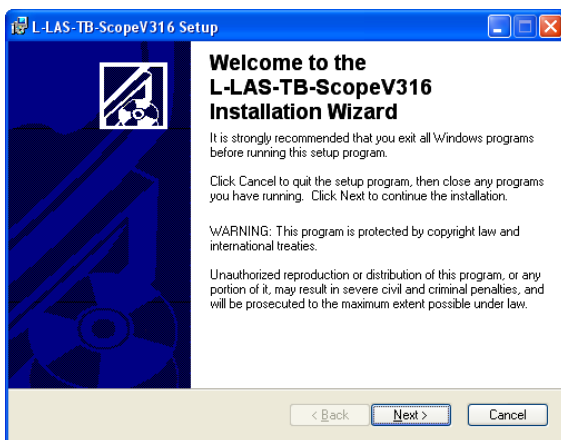 L-LAS-TB-ScopeV316 Setup
Welcome to the
L-LAS-TB-ScopeV316
Installation Wizard
It is strongly recommended that you exit all Windows programs
before running this setup program.
Click Cancel to quit the setup program, then close any programs
you have running. Click Next to continue the installation.
WARNING: This program is protected by copyright law and
international treaties.
Unauthorized reproduction or distribution of this program, or any
portion of it, may result in severe civil and criminal penalties, and
will be prosecuted to the maximum extent possible under law.
< Back Next > Cancel